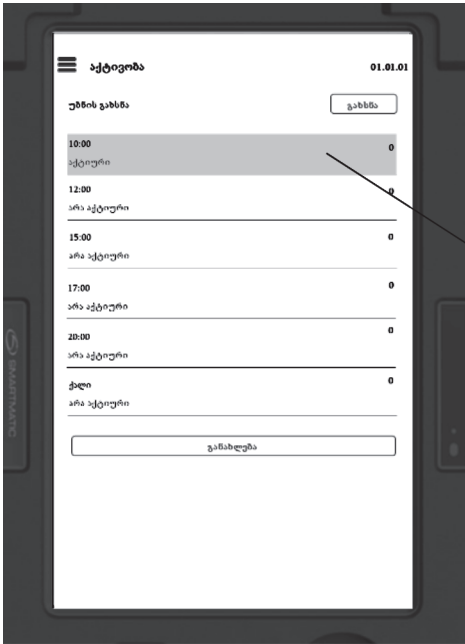 აქტივობა 01.01.01
უბნის გახსნა გახსნა
10:00 0
აქტიური
12:00 0
არა აქტიური
15:00 0
არა აქტიური
17:00 0
არა აქტიური
20:00 0
არა აქტიური
ქალი 0
არა აქტიური
განახლება
SMARTMATIC